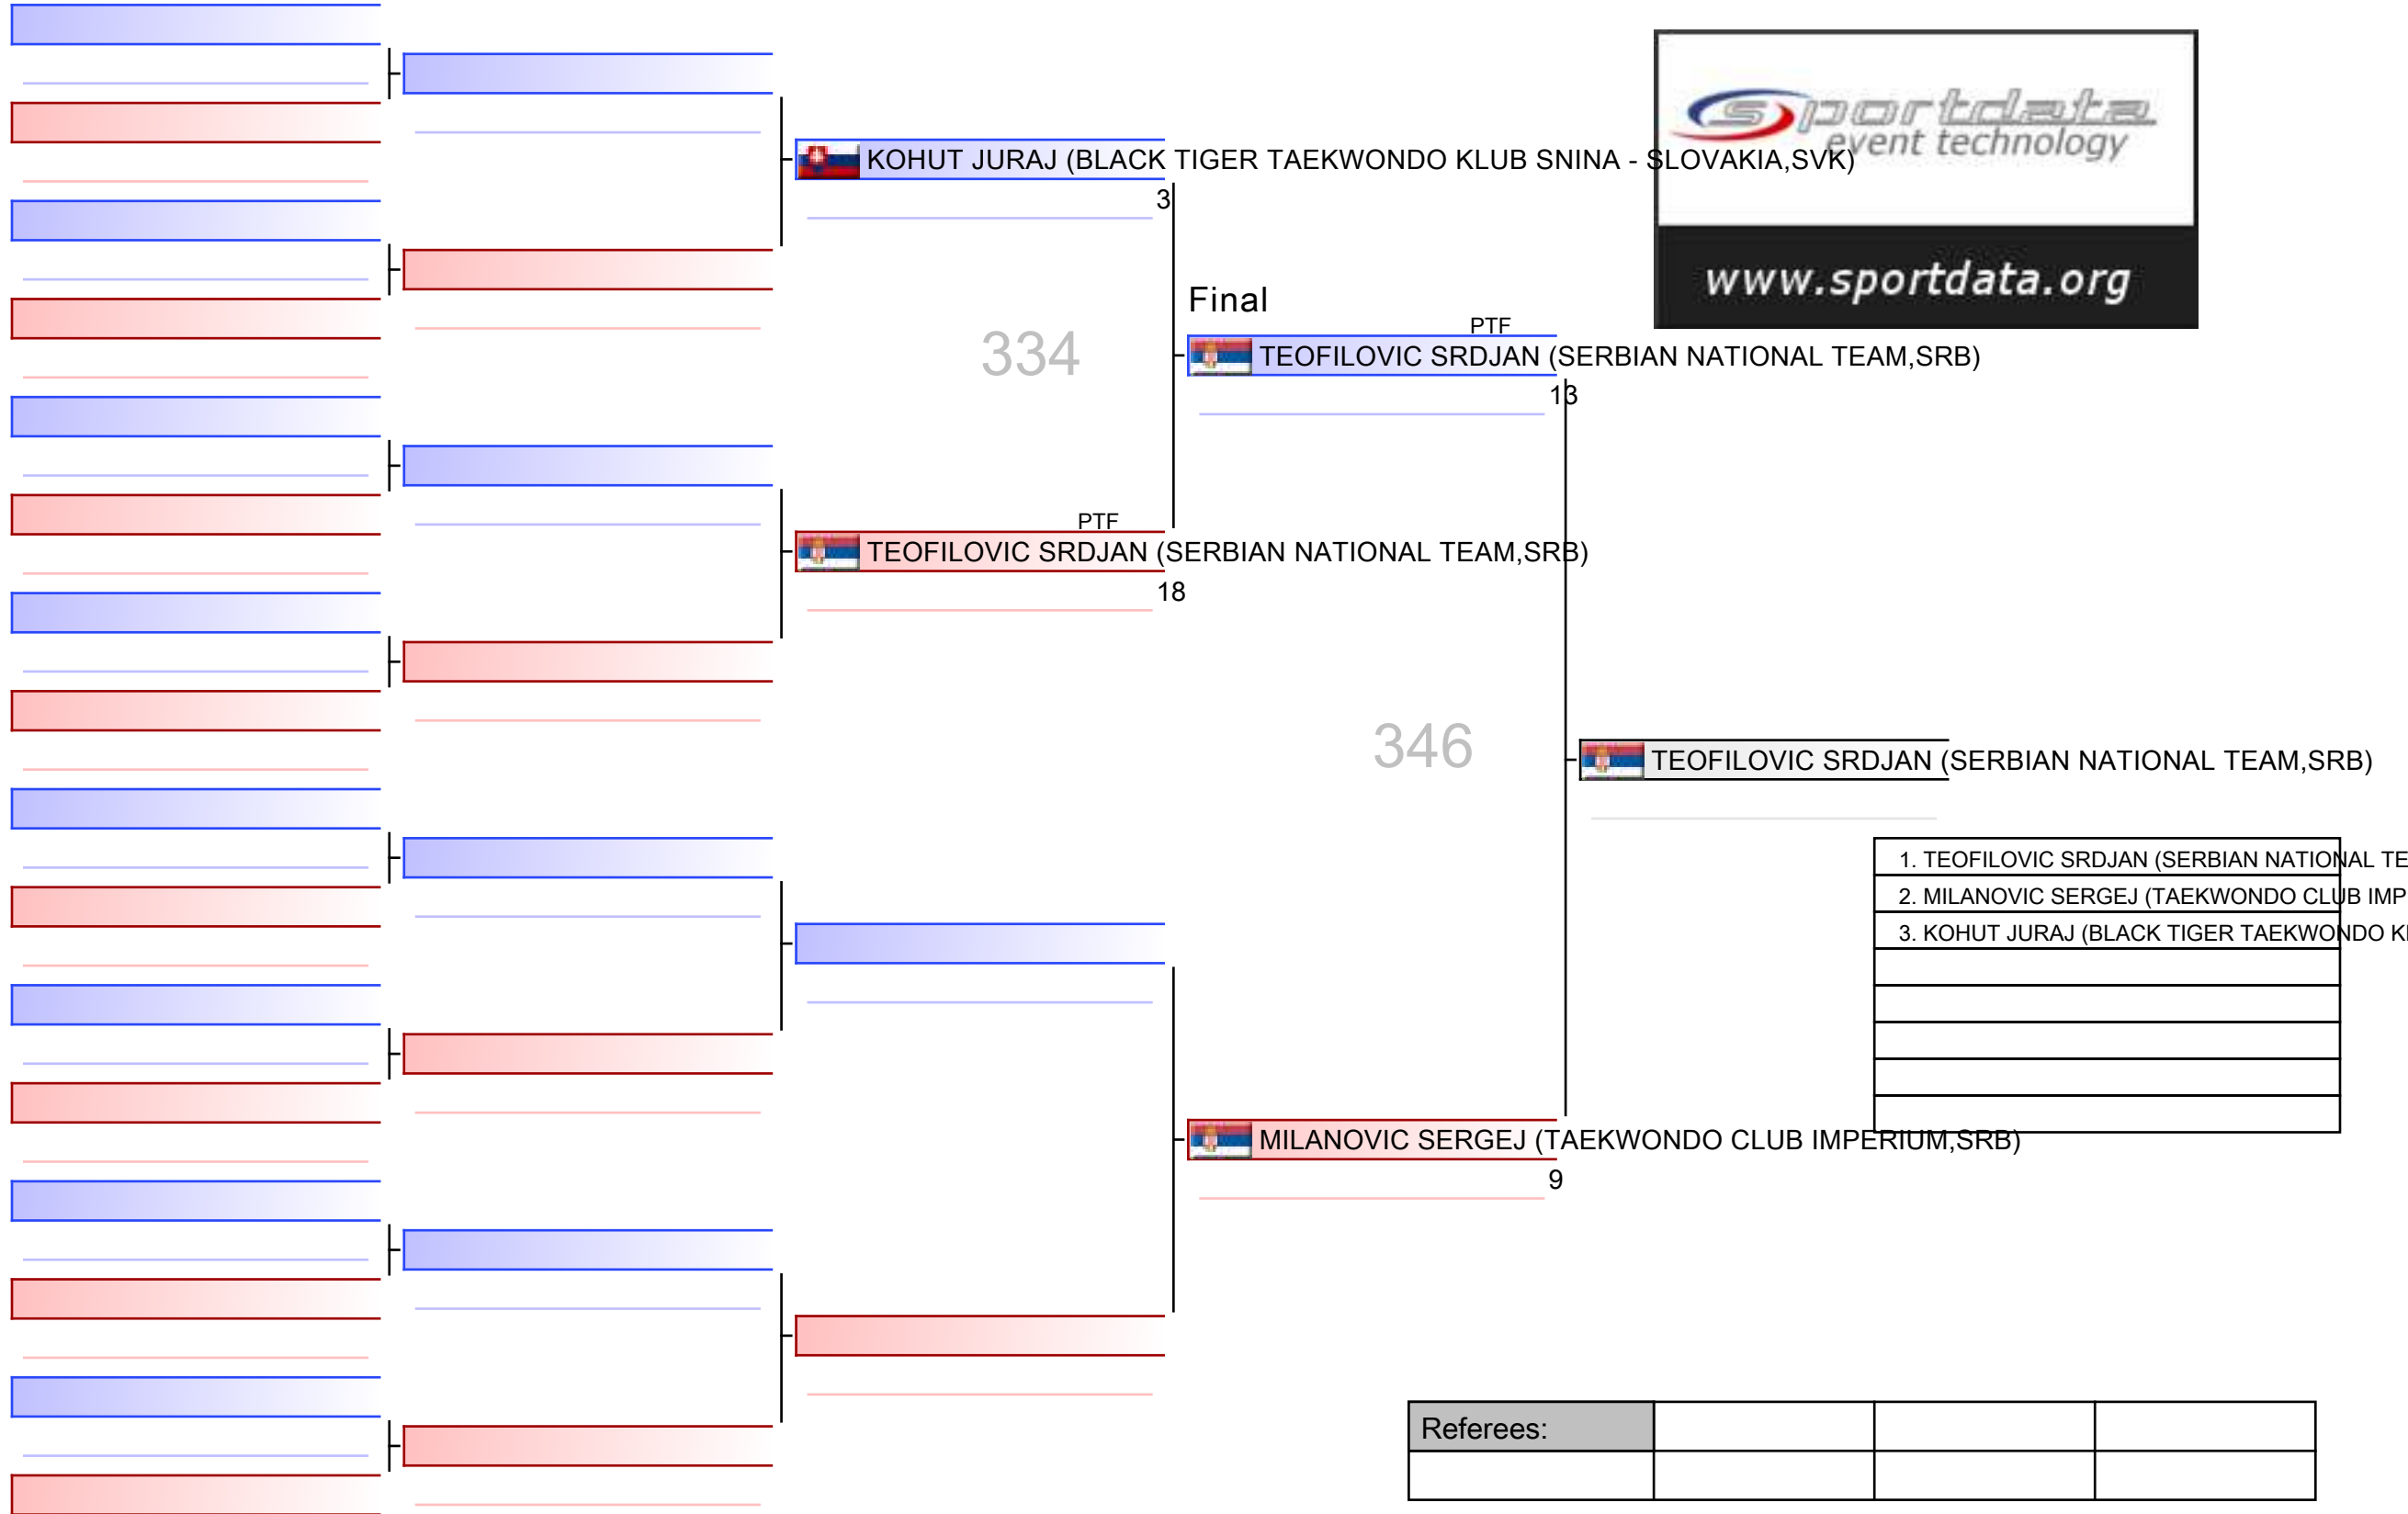 sportdata
event technology
www.sportdata.org
KOHUT JURAJ (BLACK TIGER TAEKWONDO KLUB SNINA - SLOVAKIA,SVK)
3
334
Final
PTF
TEOFILOVIC SRDJAN (SERBIAN NATIONAL TEAM,SRB)
13
PTF
TEOFILOVIC SRDJAN (SERBIAN NATIONAL TEAM,SRB)
18
346
TEOFILOVIC SRDJAN (SERBIAN NATIONAL TEAM,SRB)
1. TEOFILOVIC SRDJAN (SERBIAN NATIONAL TE
2. MILANOVIC SERGEJ (TAEKWONDO CLUB IMP
3. KOHUT JURAJ (BLACK TIGER TAEKWONDO K
MILANOVIC SERGEJ (TAEKWONDO CLUB IMPERIUM,SRB)
9
Referees: